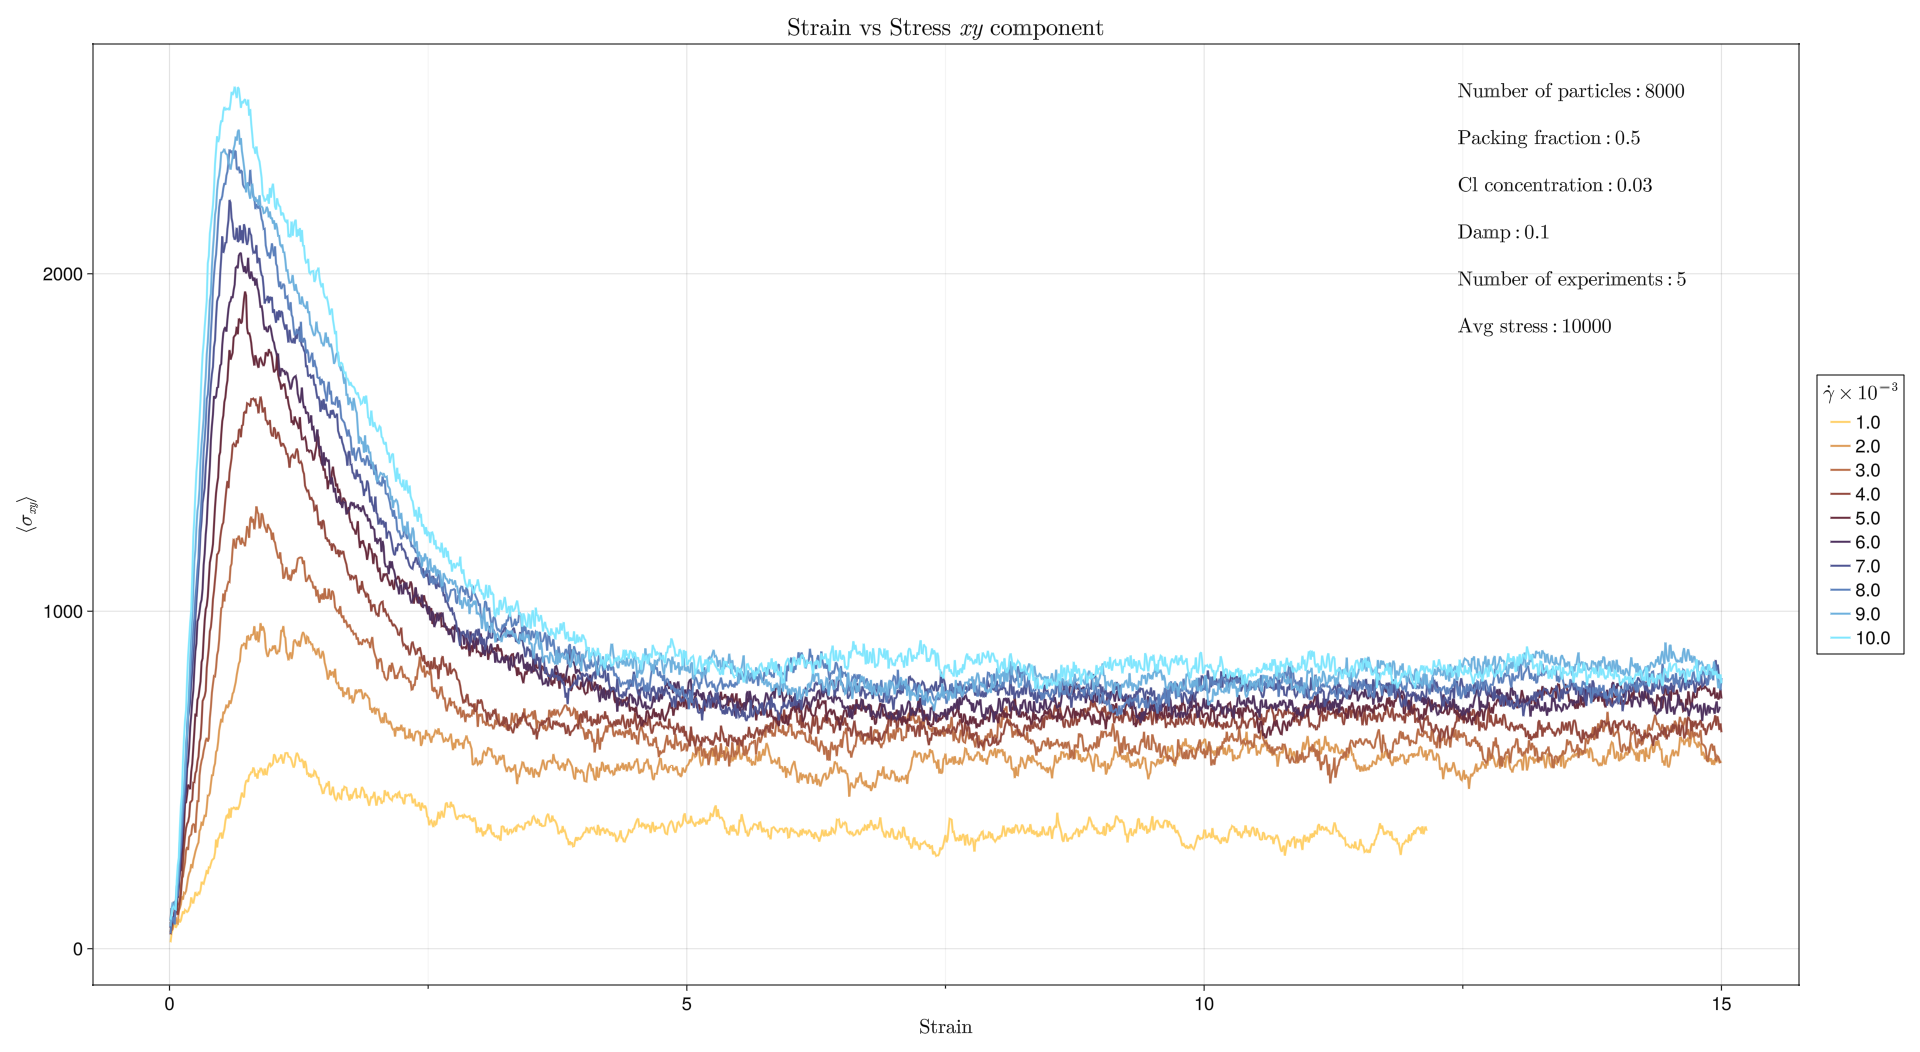 Strain vs Stress xy component
Number of particles : 8000
Packing fraction : 0.5
Cl concentration : 0.03
Damp : 0.1
Number of experiments : 5
Avg stress : 10000
2000
1000
0
⟨σxy⟩
0 5 10 15
Strain
γ̇ × 10⁻³
1.0
2.0
3.0
4.0
5.0
6.0
7.0
8.0
9.0
10.0